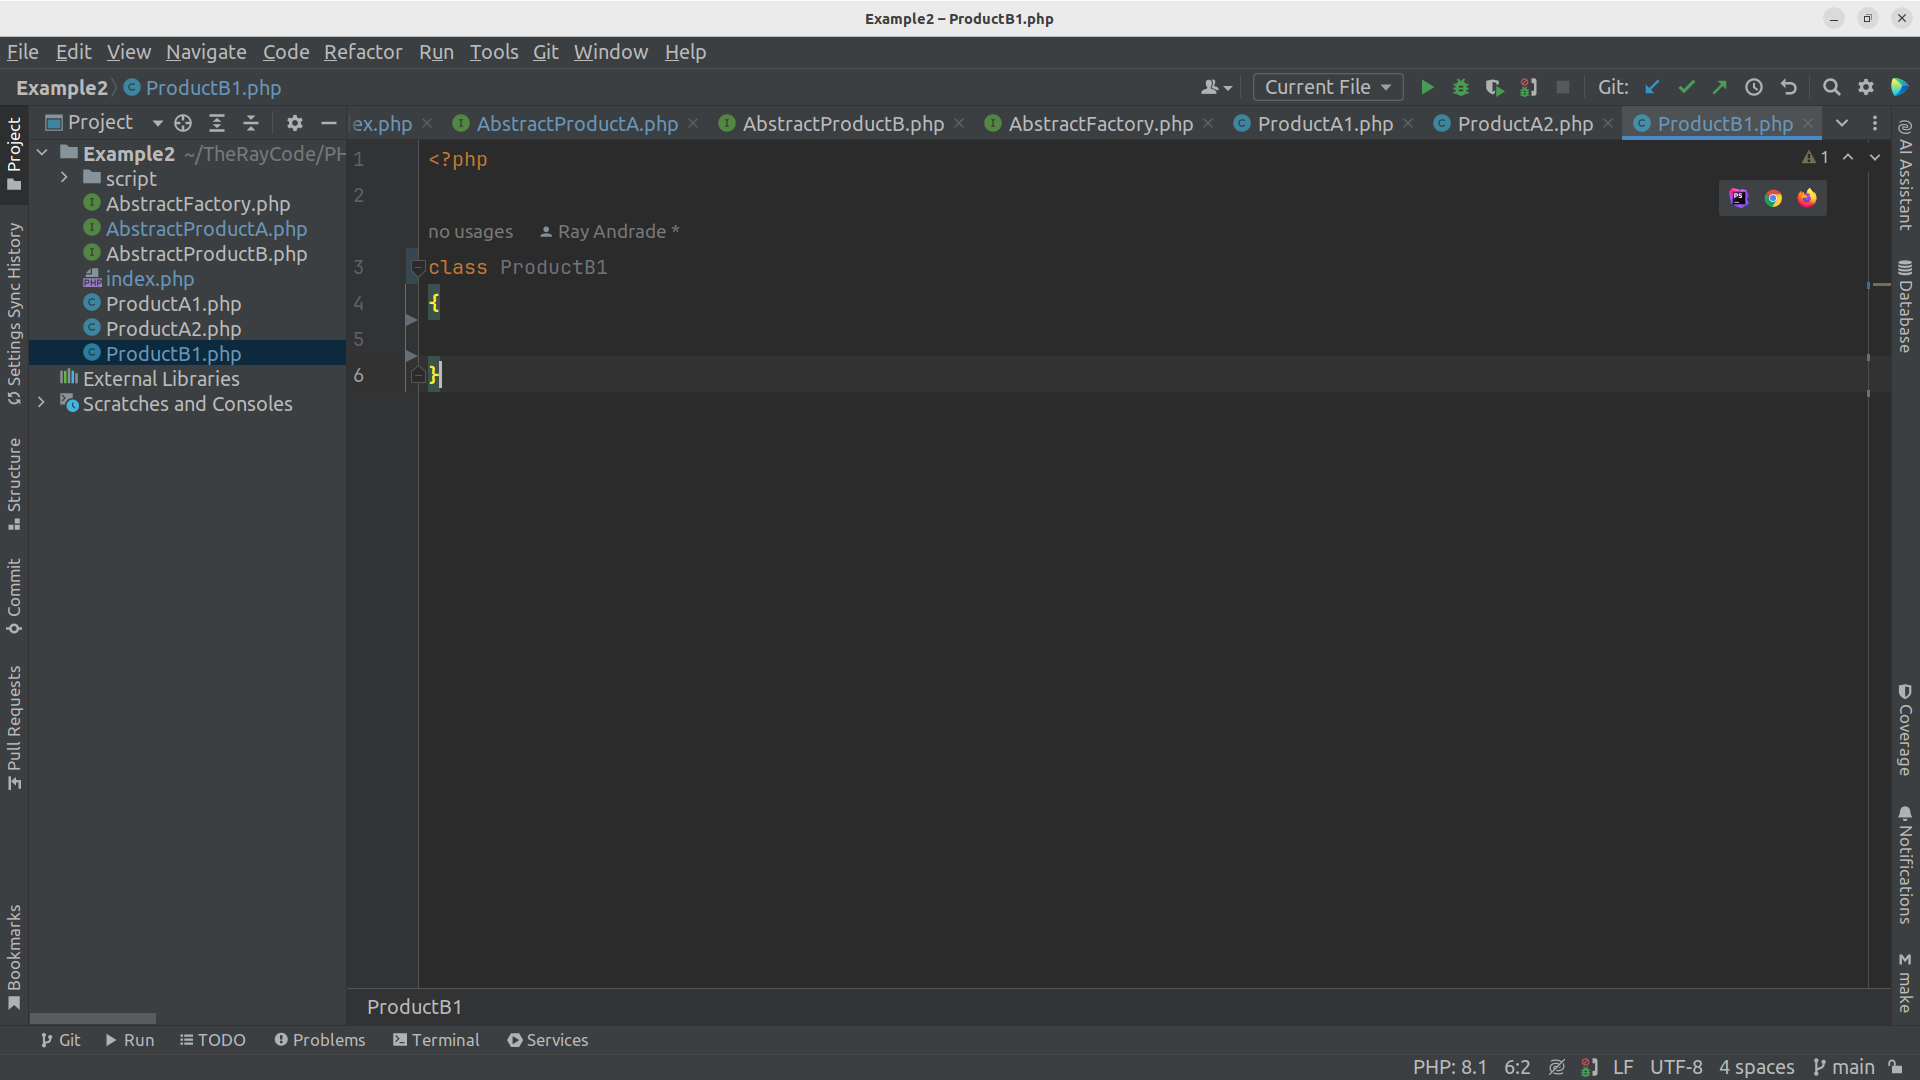 Example2 – ProductB1.php
File Edit View Navigate Code Refactor Run Tools Git Window Help
Example2 ProductB1.php
Current File
Git:
Project
ex.php
AbstractProductA.php
AbstractProductB.php
AbstractFactory.php
ProductA1.php
ProductA2.php
ProductB1.php
Example2 ~/TheRayCode/PH
script
AbstractFactory.php
AbstractProductA.php
AbstractProductB.php
index.php
ProductA1.php
ProductA2.php
ProductB1.php
External Libraries
Scratches and Consoles
1 <?php
2
no usages Ray Andrade *
3 class ProductB1
4 {
5
6 }
1
Project
Settings Sync History
Structure
Commit
Pull Requests
Bookmarks
AI Assistant
Database
Coverage
Notifications
make
ProductB1
Git Run TODO Problems Terminal Services
PHP: 8.1 6:2 LF UTF-8 4 spaces main